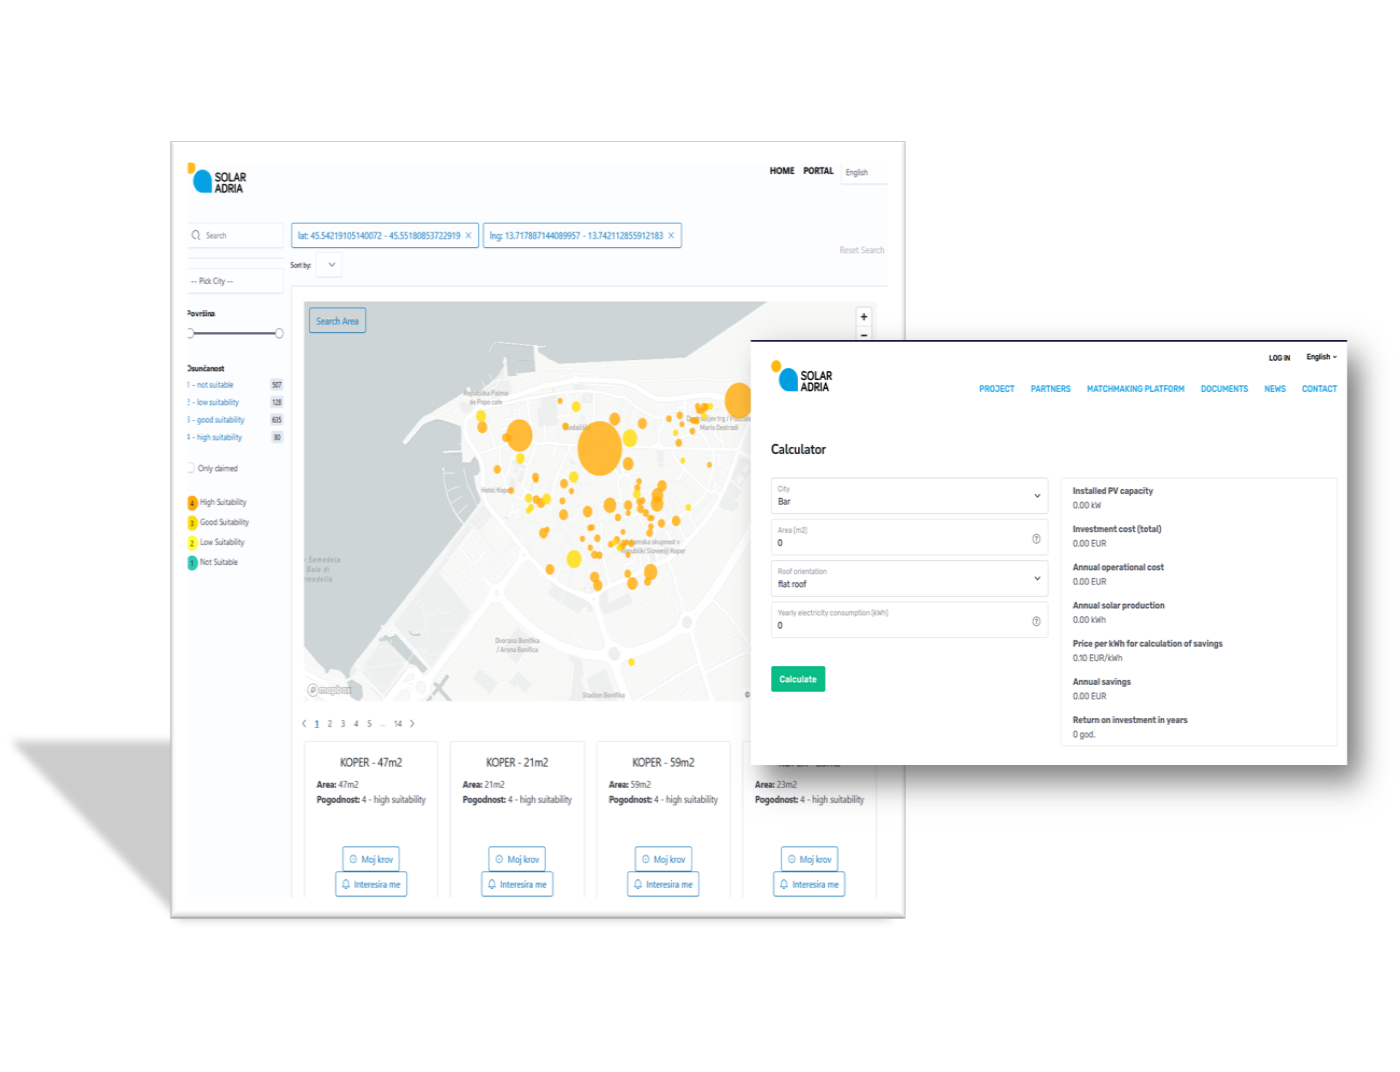 SOLAR
ADRIA
HOME PORTAL English
Search
lat: 45.54219105140072 - 45.55180853722919 ×
lng: 13.717887144089957 - 13.742112855912183 ×
Reset Search
Sort by:
-- Pick City --
Površina
Osunčanost
1 - not suitable 507
2 - low suitability 128
3 - good suitability 635
4 - high suitability 80
Only claimed
4 High Suitability
3 Good Suitability
2 Low Suitability
1 Not Suitable
Search Area
+
−
Hotel Koper
Dvorana Bonifika
/ Arena Bonifica
Stadion Bonifika
mapbox
1 2 3 4 5 ... 14
KOPER - 47m2
Area: 47m2
Pogodnost: 4 - high suitability
Moj krov
Interesira me
KOPER - 21m2
Area: 21m2
Pogodnost: 4 - high suitability
Moj krov
Interesira me
KOPER - 59m2
Area: 59m2
Pogodnost: 4 - high suitability
Moj krov
Interesira me
Area: 23m2
Pogodnost: 4 - high suitability
Moj krov
Interesira me
SOLAR
ADRIA
LOG IN English
PROJECT PARTNERS MATCHMAKING PLATFORM DOCUMENTS NEWS CONTACT
Calculator
City
Bar
Area (m2)
0
Roof orientation
flat roof
Yearly electricity consumption (kWh)
0
Calculate
Installed PV capacity
0.00 kW
Investment cost (total)
0.00 EUR
Annual operational cost
0.00 EUR
Annual solar production
0.00 kWh
Price per kWh for calculation of savings
0.10 EUR/kWh
Annual savings
0.00 EUR
Return on investment in years
0 god.